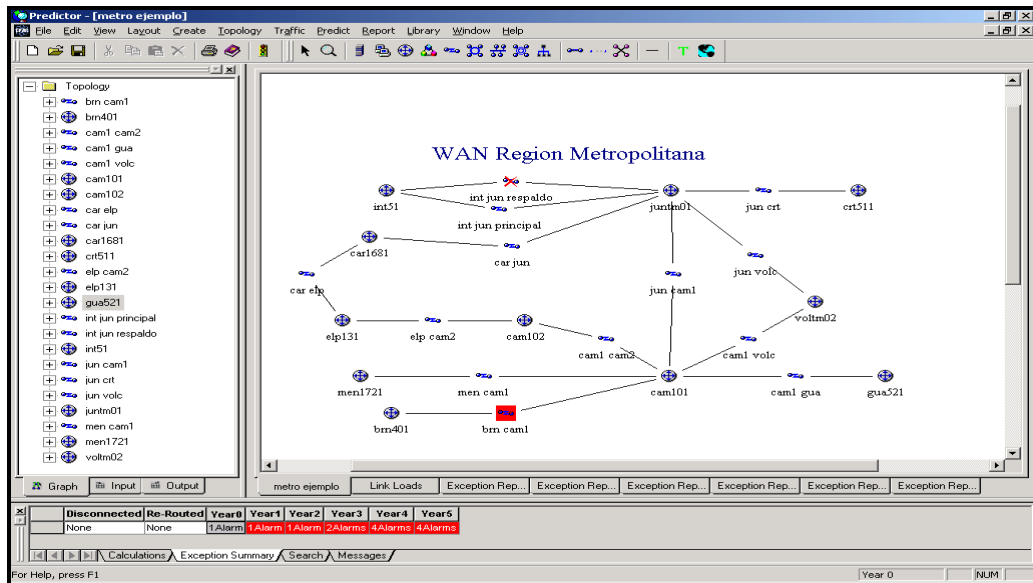 Predictor - [metro ejemplo]
File Edit View Layout Create Topology Traffic Predict Report Library Window Help
T
Topology
brn cam1
brn401
cam1 cam2
cam1 gua
cam1 volc
cam101
cam102
car elp
car jun
car1681
crt511
elp cam2
elp131
gua521
int jun principal
int jun respaldo
int51
jun cam1
jun crt
jun volc
juntm01
men cam1
men1721
voltm02
Graph Input Output
WAN Region Metropolitana
int51
int jun respaldo
juntm01
jun crt
crt511
int jun principal
car1681
car jun
jun volc
car elp
jun cam1
voltm02
elp131
elp cam2
cam102
cam1 cam2
cam1 volc
men1721
men cam1
cam101
cam1 gua
gua521
brn401
brn cam1
metro ejemplo Link Loads Exception Rep... Exception Rep... Exception Rep... Exception Rep... Exception Rep... Exception Rep...
Disconnected Re-Routed Year0 Year1 Year2 Year3 Year4 Year5
None None 1Alarm 1Alarm 1Alarm 2Alarms 4Alarms 4Alarms
Calculations Exception Summary Search Messages
For Help, press F1
Year 0 NUM